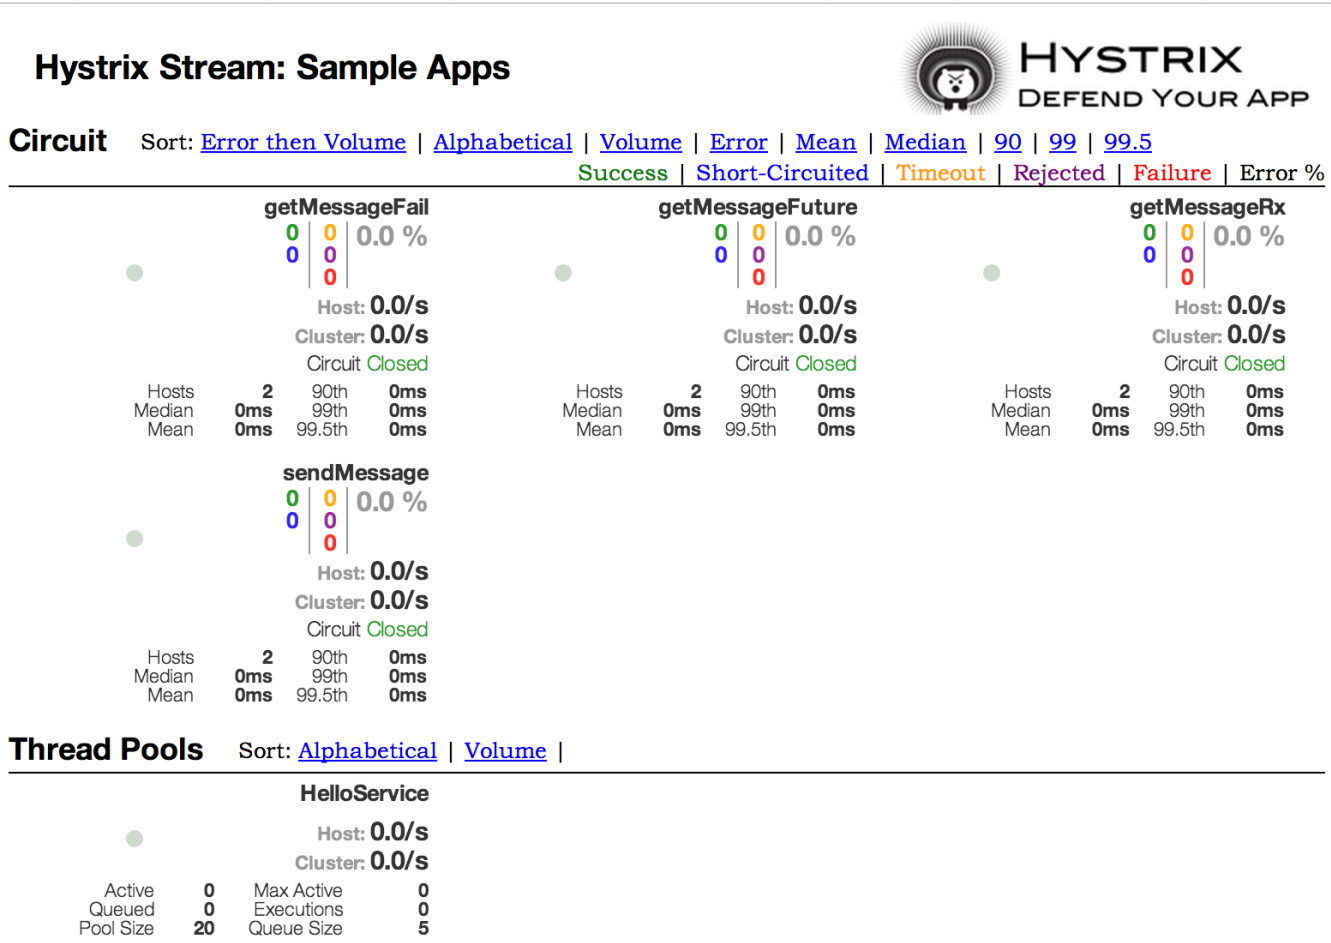 Hystrix Stream: Sample Apps
HYSTRIX
DEFEND YOUR APP
Circuit Sort: Error then Volume | Alphabetical | Volume | Error | Mean | Median | 90 | 99 | 99.5
Success | Short-Circuited | Timeout | Rejected | Failure | Error %
getMessageFail
0 0 0.0 %
0 0
0
Host: 0.0/s
Cluster: 0.0/s
Circuit Closed
Hosts 2 90th 0ms
Median 0ms 99th 0ms
Mean 0ms 99.5th 0ms
getMessageFuture
0 0 0.0 %
0 0
0
Host: 0.0/s
Cluster: 0.0/s
Circuit Closed
Hosts 2 90th 0ms
Median 0ms 99th 0ms
Mean 0ms 99.5th 0ms
getMessageRx
0 0 0.0 %
0 0
0
Host: 0.0/s
Cluster: 0.0/s
Circuit Closed
Hosts 2 90th 0ms
Median 0ms 99th 0ms
Mean 0ms 99.5th 0ms
sendMessage
0 0 0.0 %
0 0
0
Host: 0.0/s
Cluster: 0.0/s
Circuit Closed
Hosts 2 90th 0ms
Median 0ms 99th 0ms
Mean 0ms 99.5th 0ms
Thread Pools Sort: Alphabetical | Volume |
HelloService
Host: 0.0/s
Cluster: 0.0/s
Active 0 Max Active 0
Queued 0 Executions 0
Pool Size 20 Queue Size 5